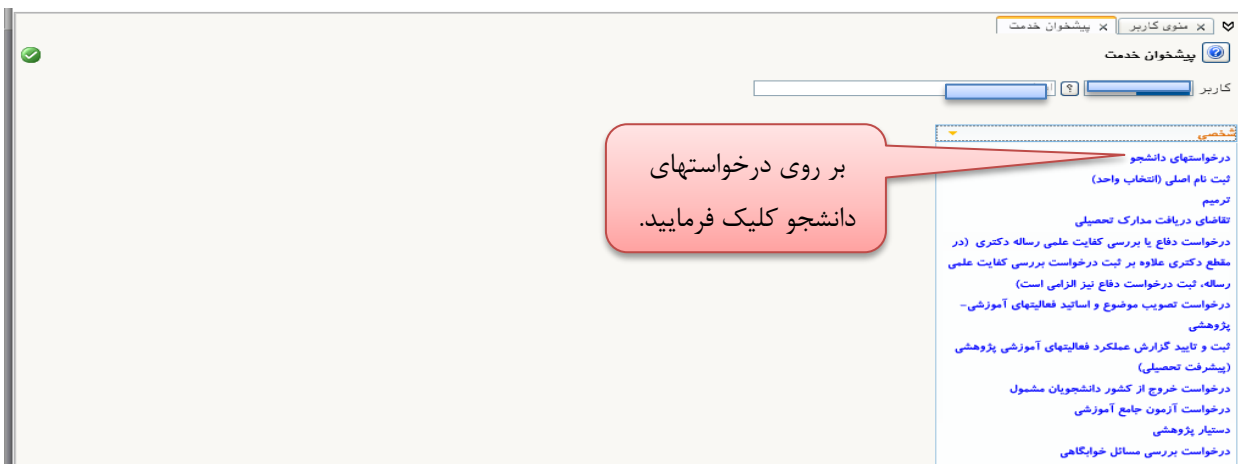 منوی کاربر
پیشخوان خدمت
پیشخوان خدمت
کاربر
شخصی
درخواستهای دانشجو
ثبت نام اصلی (انتخاب واحد)
ترمیم
تقاضای دریافت مدارک تحصیلی
درخواست دفاع یا بررسی کفایت علمی رساله دکتری (در
مقطع دکتری علاوه بر ثبت درخواست بررسی کفایت علمی
رساله، ثبت درخواست دفاع نیز الزامی است)
درخواست تصویب موضوع و اساتید فعالیتهای آموزشی-
پژوهشی
ثبت و تایید گزارش عملکرد فعالیتهای آموزشی پژوهشی
(پیشرفت تحصیلی)
درخواست خروج از کشور دانشجویان مشمول
درخواست آزمون جامع آموزشی
دستیار پژوهشی
درخواست بررسی مسائل خوابگاهی
بر روی درخواستهای
دانشجو کلیک فرمایید.